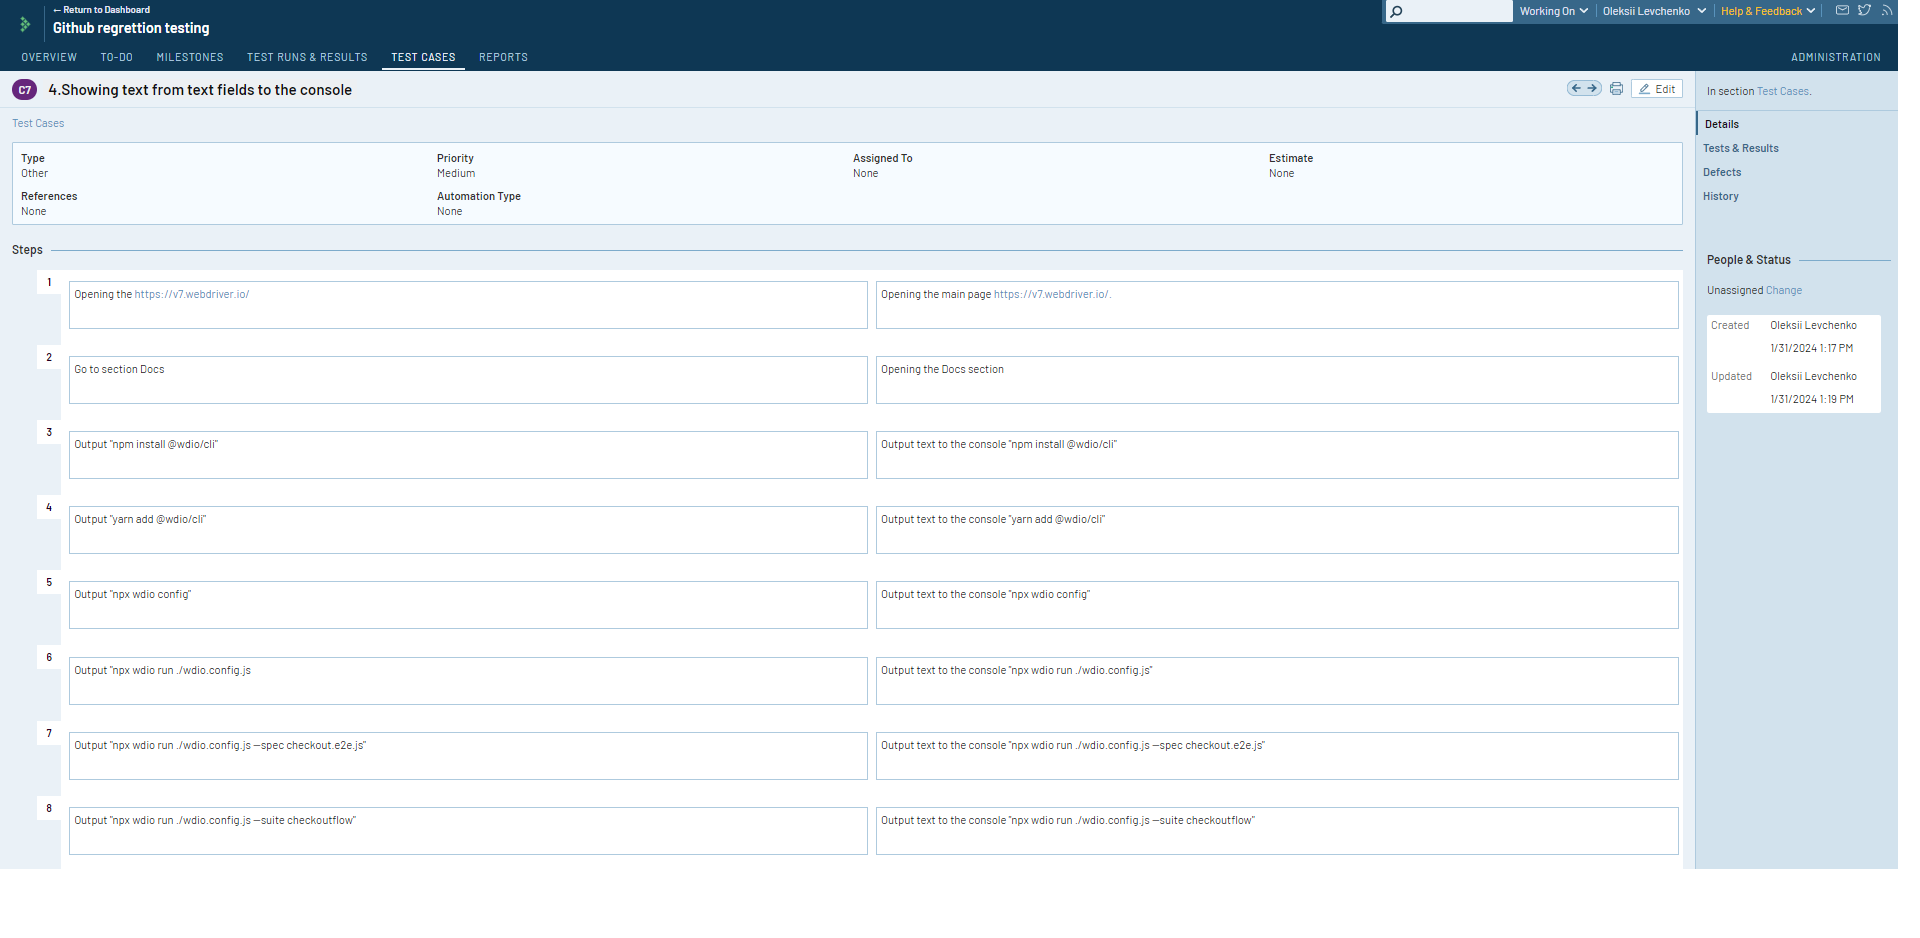 ← Return to Dashboard
Github regrettion testing
Working On
Oleksii Levchenko
Help & Feedback
OVERVIEW
TO-DO
MILESTONES
TEST RUNS & RESULTS
TEST CASES
REPORTS
ADMINISTRATION
C7
4.Showing text from text fields to the console
Edit
Test Cases
Type
Other
Priority
Medium
Assigned To
None
Estimate
None
References
None
Automation Type
None
Steps
1
Opening the https://v7.webdriver.io/
Opening the main page https://v7.webdriver.io/.
2
Go to section Docs
Opening the Docs section
3
Output "npm install @wdio/cli"
Output text to the console "npm install @wdio/cli"
4
Output "yarn add @wdio/cli"
Output text to the console "yarn add @wdio/cli"
5
Output "npx wdio config"
Output text to the console "npx wdio config"
6
Output "npx wdio run ./wdio.config.js
Output text to the console "npx wdio run ./wdio.config.js"
7
Output "npx wdio run ./wdio.config.js —spec checkout.e2e.js"
Output text to the console "npx wdio run ./wdio.config.js —spec checkout.e2e.js"
8
Output "npx wdio run ./wdio.config.js —suite checkoutflow"
Output text to the console "npx wdio run ./wdio.config.js —suite checkoutflow"
In section Test Cases.
Details
Tests & Results
Defects
History
People & Status
Unassigned Change
Created Oleksii Levchenko
1/31/2024 1:17 PM
Updated Oleksii Levchenko
1/31/2024 1:19 PM